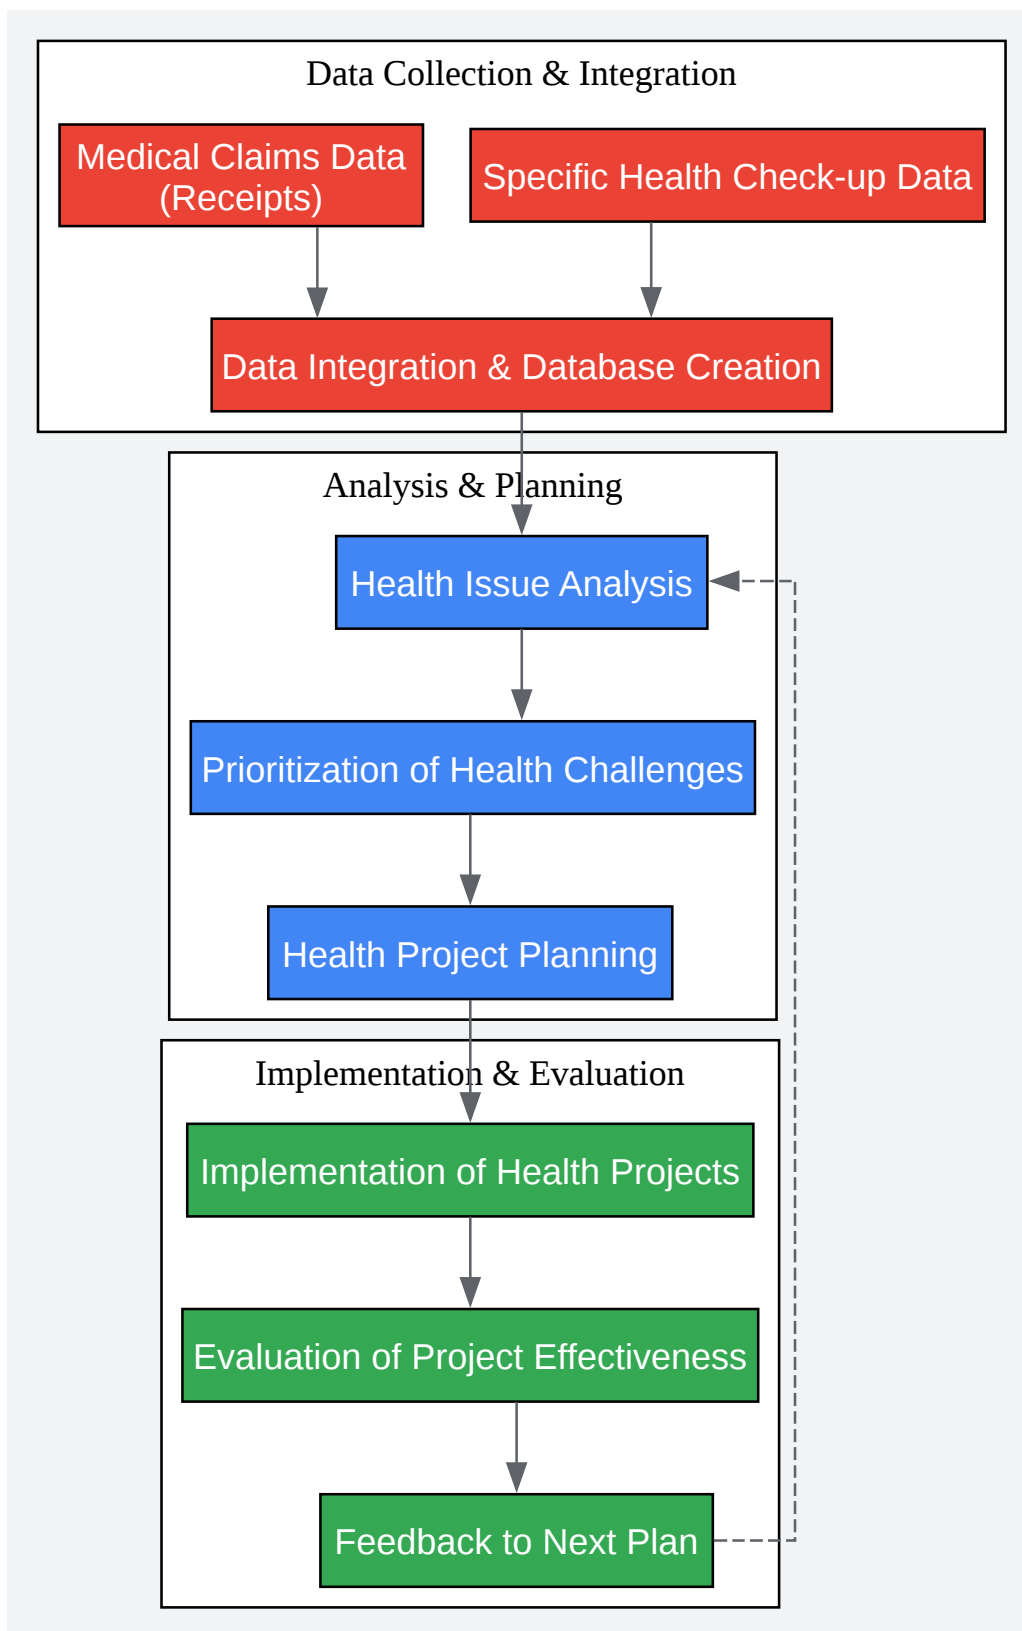 Data Collection & Integration
Medical Claims Data
(Receipts)
Specific Health Check-up Data
Data Integration & Database Creation
Analysis & Planning
Health Issue Analysis
Prioritization of Health Challenges
Health Project Planning
Implementation & Evaluation
Implementation of Health Projects
Evaluation of Project Effectiveness
Feedback to Next Plan